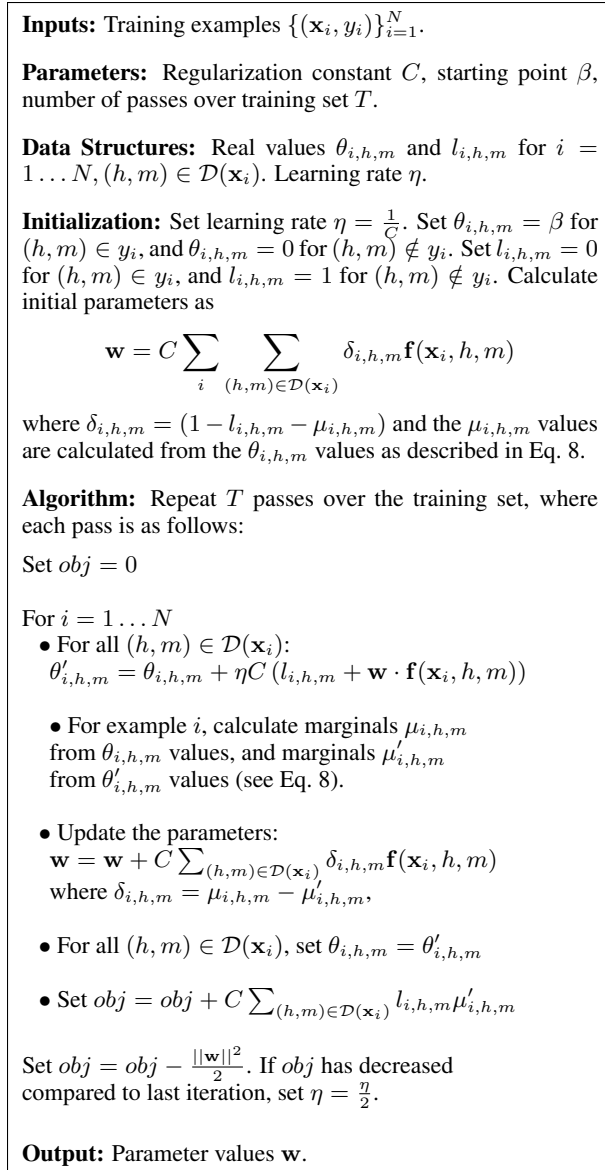 Inputs: Training examples {(x_i, y_i)}_{i=1}^N.
Parameters: Regularization constant C, starting point β,
number of passes over training set T.
Data Structures: Real values θ_{i,h,m} and l_{i,h,m} for i =
1 … N, (h, m) ∈ D(x_i). Learning rate η.
Initialization: Set learning rate η = 1/C. Set θ_{i,h,m} = β for
(h, m) ∈ y_i, and θ_{i,h,m} = 0 for (h, m) ∉ y_i. Set l_{i,h,m} = 0
for (h, m) ∈ y_i, and l_{i,h,m} = 1 for (h, m) ∉ y_i. Calculate
initial parameters as
w = C ∑_i ∑_{(h,m)∈D(x_i)} δ_{i,h,m} f(x_i, h, m)
where δ_{i,h,m} = (1 − l_{i,h,m} − μ_{i,h,m}) and the μ_{i,h,m} values
are calculated from the θ_{i,h,m} values as described in Eq. 8.
Algorithm: Repeat T passes over the training set, where
each pass is as follows:
Set obj = 0
For i = 1 … N
• For all (h, m) ∈ D(x_i):
θ′_{i,h,m} = θ_{i,h,m} + ηC (l_{i,h,m} + w · f(x_i, h, m))
• For example i, calculate marginals μ_{i,h,m}
from θ_{i,h,m} values, and marginals μ′_{i,h,m}
from θ′_{i,h,m} values (see Eq. 8).
• Update the parameters:
w = w + C ∑_{(h,m)∈D(x_i)} δ_{i,h,m} f(x_i, h, m)
where δ_{i,h,m} = μ_{i,h,m} − μ′_{i,h,m},
• For all (h, m) ∈ D(x_i), set θ_{i,h,m} = θ′_{i,h,m}
• Set obj = obj + C ∑_{(h,m)∈D(x_i)} l_{i,h,m} μ′_{i,h,m}
Set obj = obj − ||w||²/2. If obj has decreased
compared to last iteration, set η = η/2.
Output: Parameter values w.